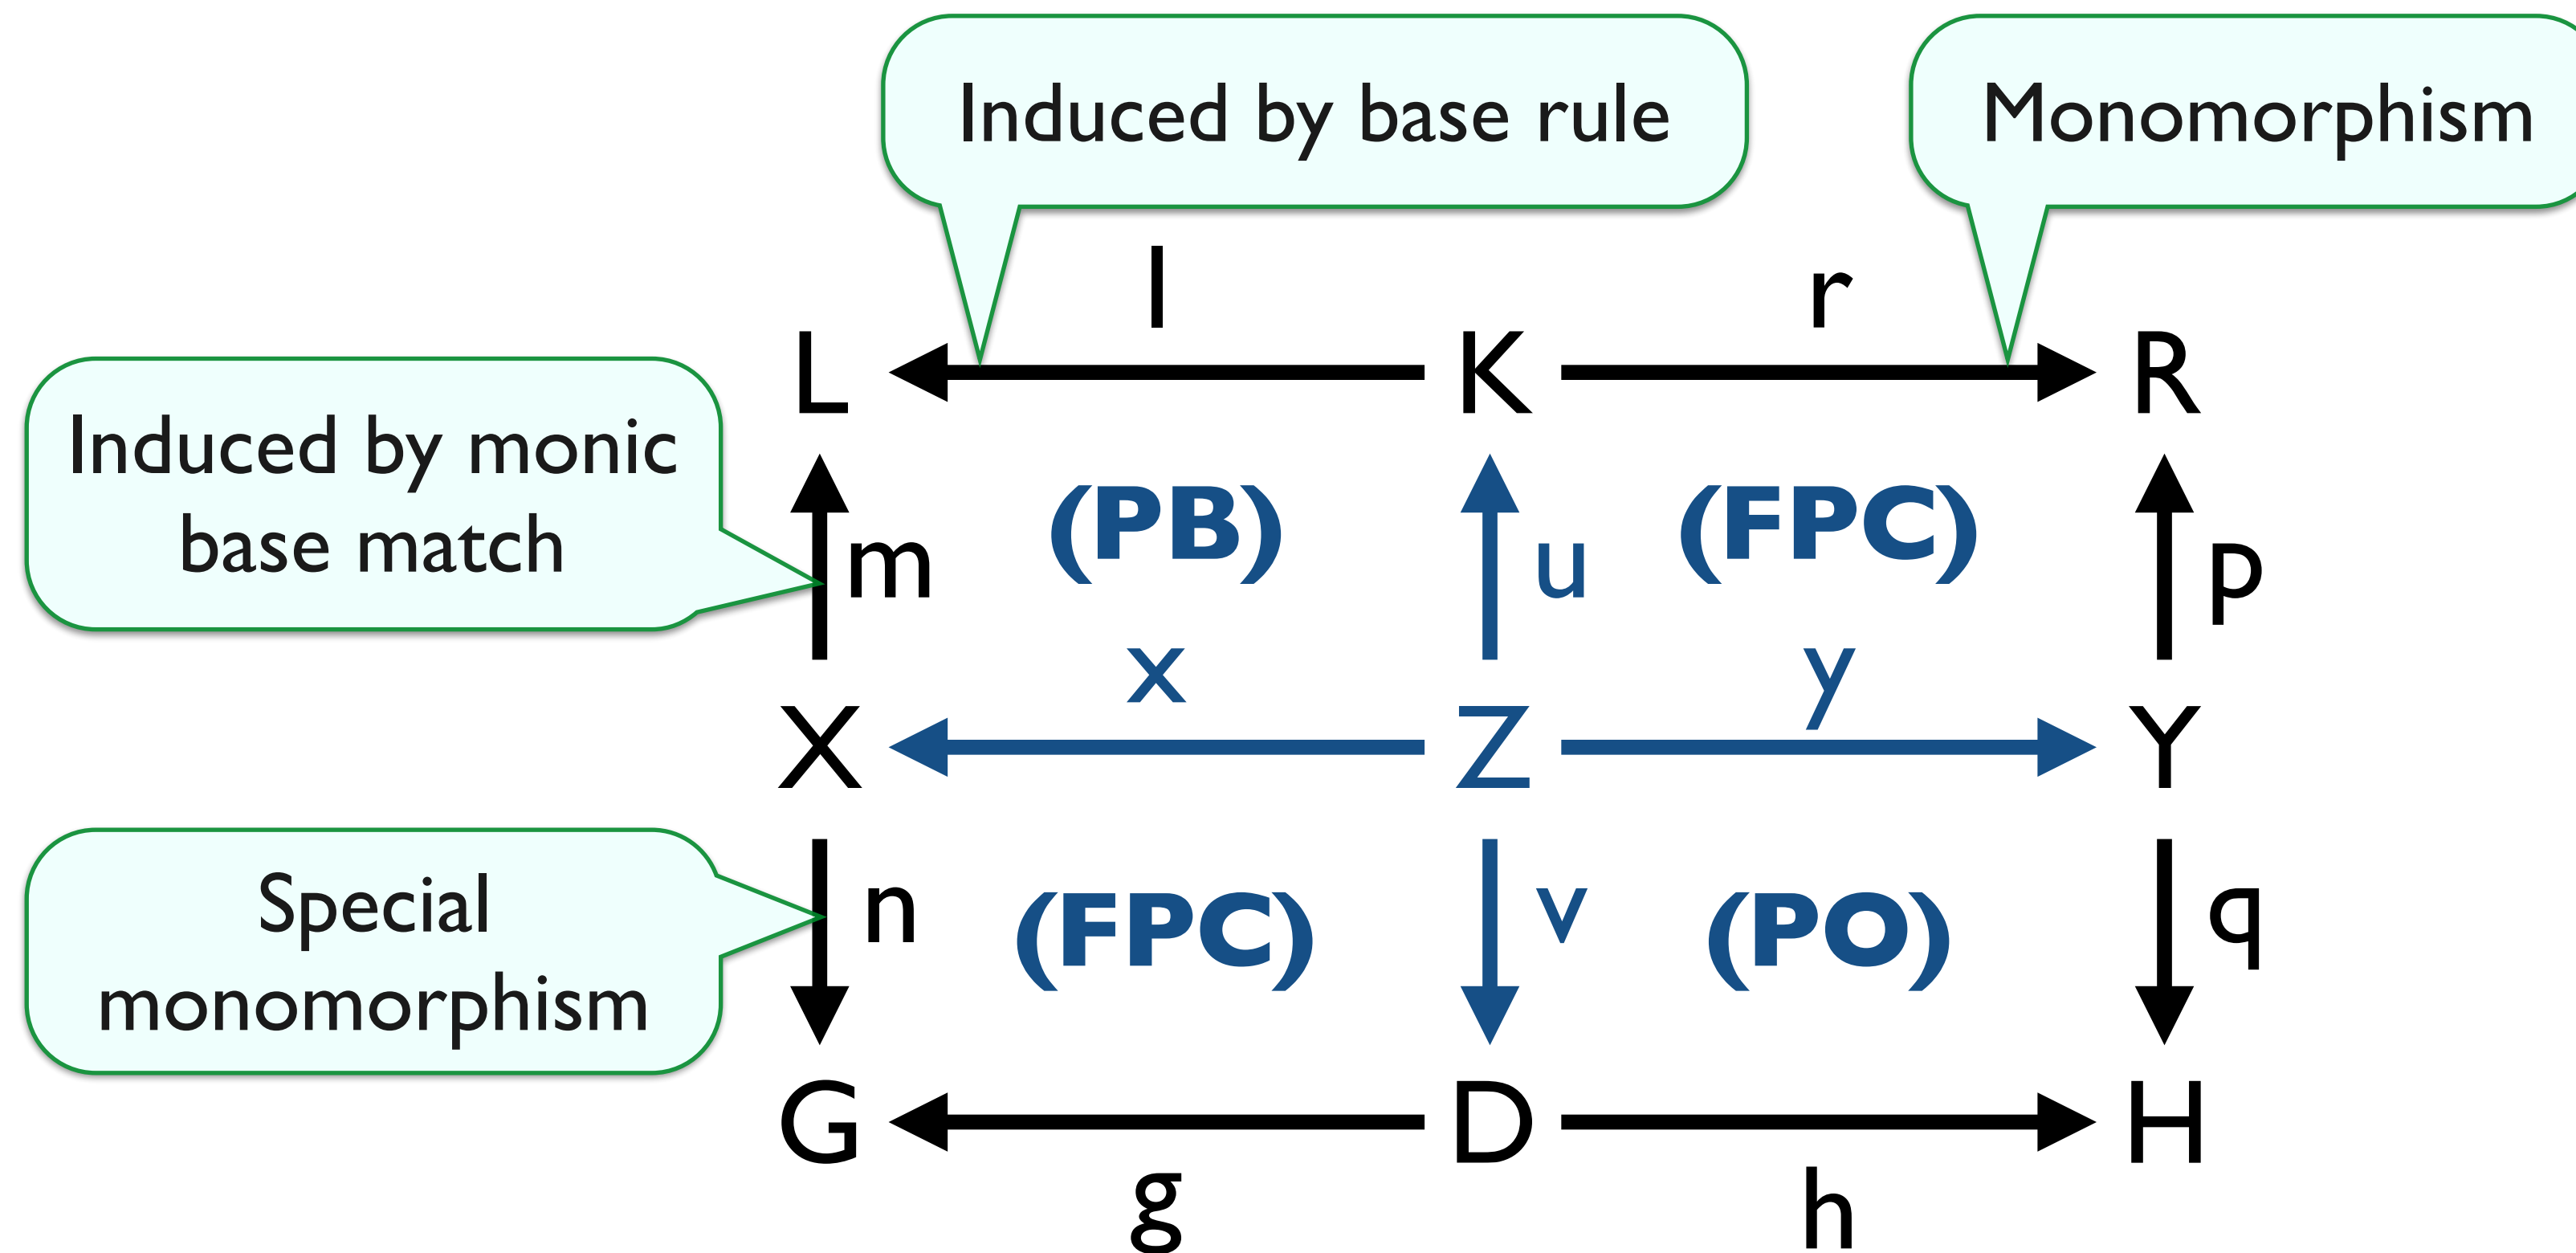 Induced by base rule
Monomorphism
l
r
L
K
R
Induced by monic
base match
(PB)
(FPC)
m
u
p
x
y
X
Z
Y
Special
monomorphism
n
(FPC)
v
(PO)
q
G
D
H
g
h